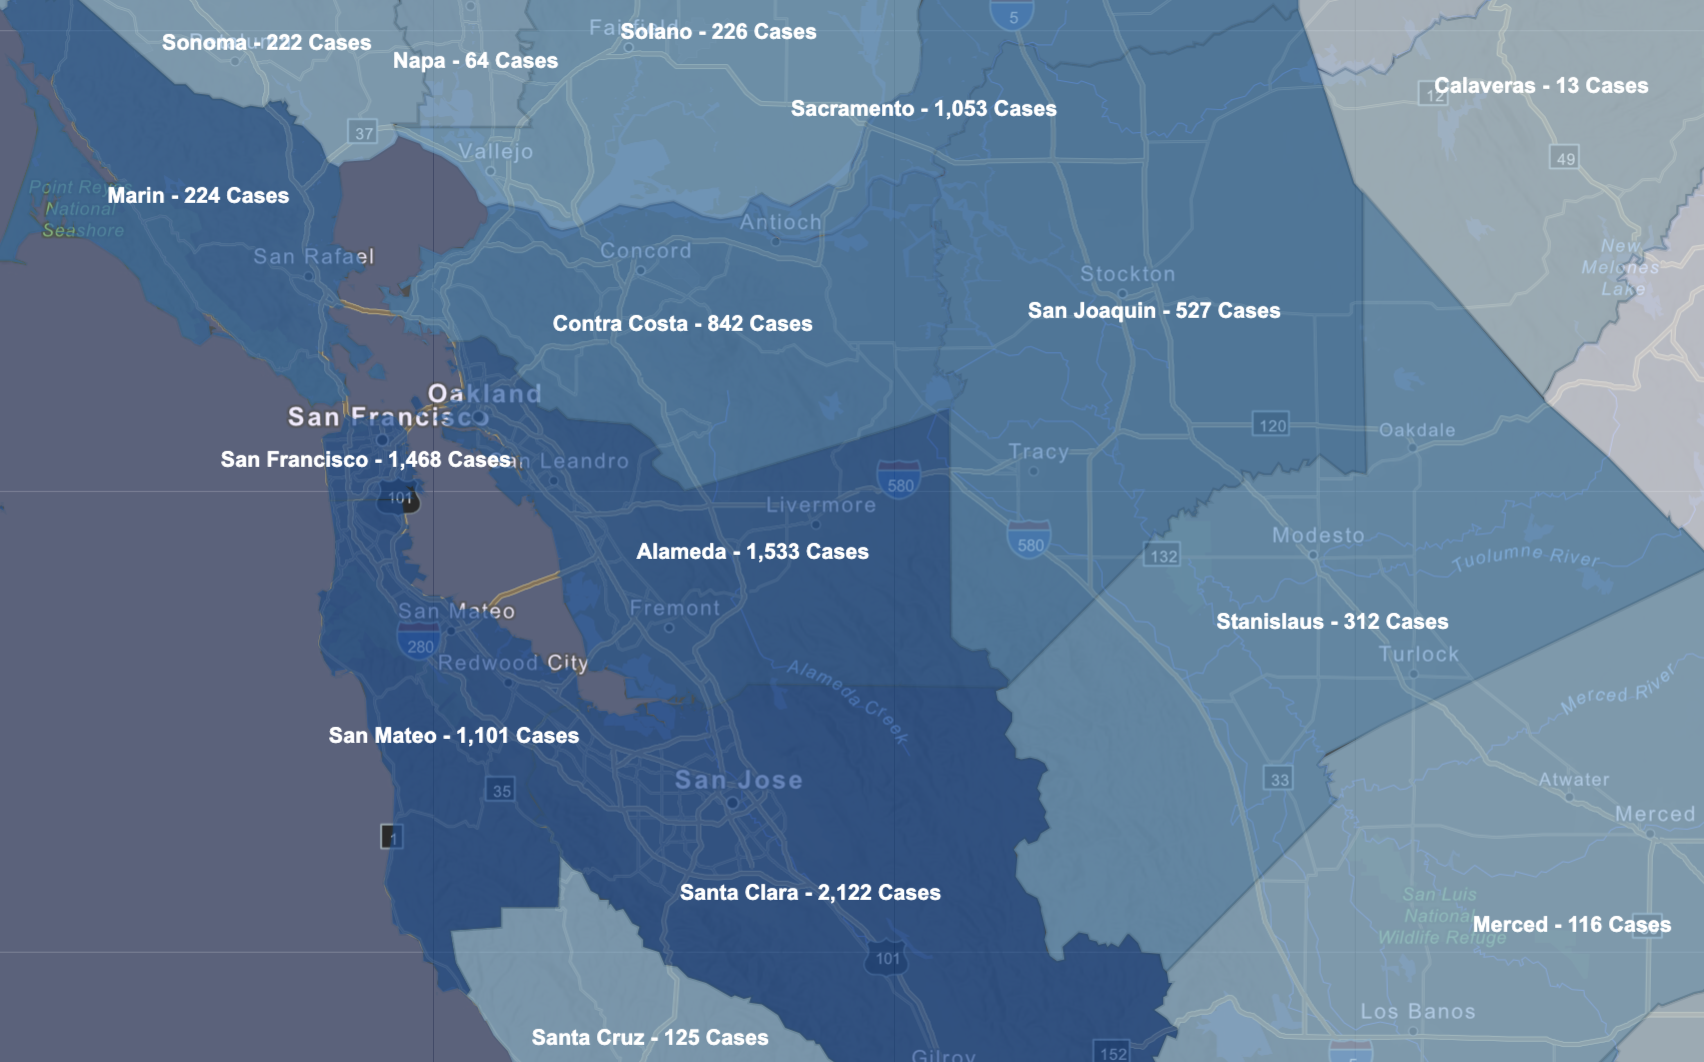 5
Solano - 226 Cases
Sonoma - 222 Cases
Napa - 64 Cases
Calaveras - 13 Cases
12
Sacramento - 1,053 Cases
37
Vallejo
49
Point Reyes
National
Seashore
Marin - 224 Cases
Antioch
Concord
San Rafael
New
Melones
Lake
Stockton
San Joaquin - 527 Cases
Contra Costa - 842 Cases
Oakland
San Francisco
120
Oakdale
Tracy
San Francisco - 1,468 Cases
San Leandro
580
101
Livermore
Modesto
580
132
Tuolumne River
Alameda - 1,533 Cases
Fremont
San Mateo
Stanislaus - 312 Cases
280
Turlock
Redwood City
Alameda Creek
Merced River
San Mateo - 1,101 Cases
San Jose
33
Atwater
35
Merced
1
Santa Clara - 2,122 Cases
San Luis
National
Wildlife Refuge
Merced - 116 Cases
101
Los Banos
Santa Cruz - 125 Cases
Gilroy
152
5